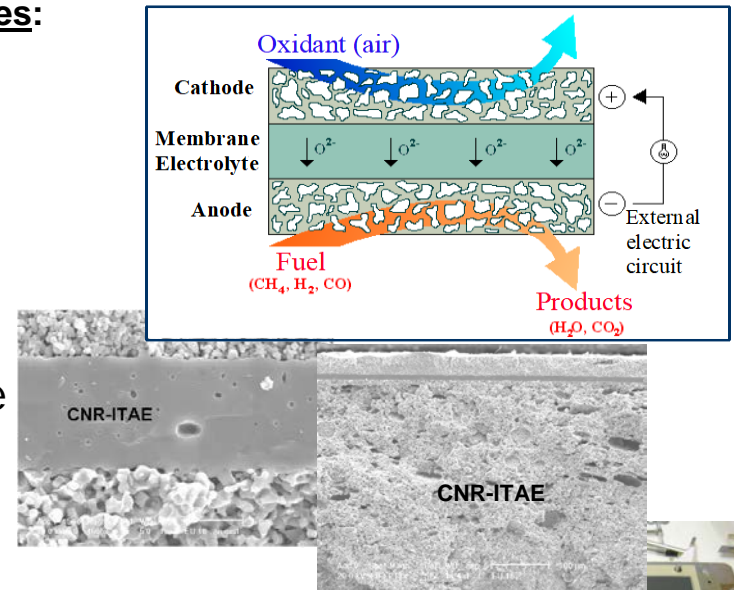 es:
Oxidant (air)
Cathode
+
Membrane
Electrolyte
O²⁻ O²⁻ O²⁻ O²⁻
Anode
−
External
electric
circuit
Fuel
(CH₄, H₂, CO)
Products
(H₂O, CO₂)
e
CNR-ITAE
CNR-ITAE